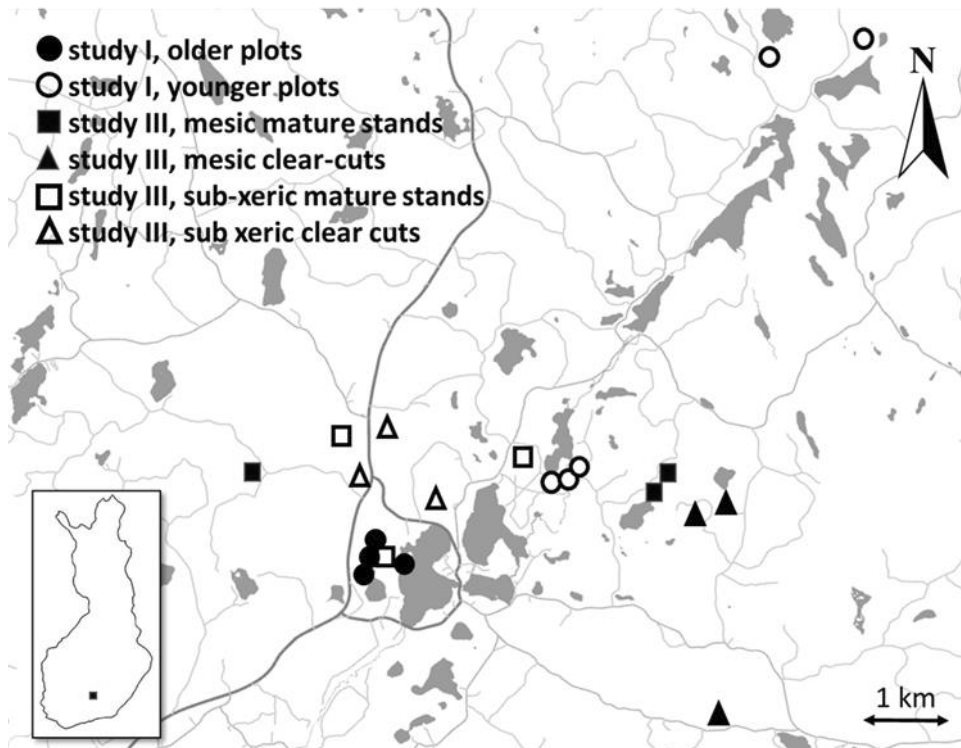 study I, older plots
study I, younger plots
study III, mesic mature stands
study III, mesic clear-cuts
study III, sub-xeric mature stands
study III, sub xeric clear cuts
N
1 km